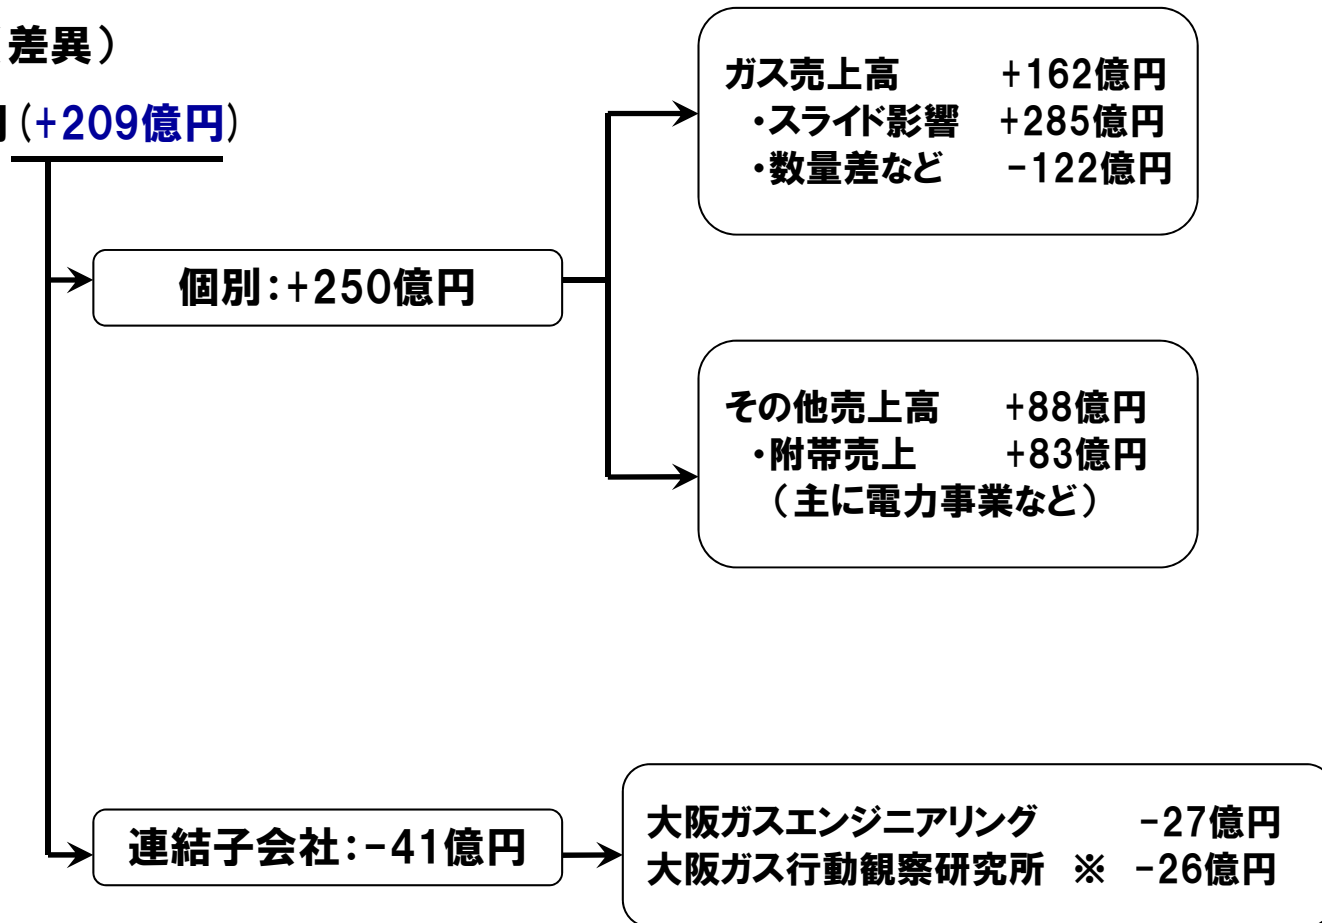 差異）
(+209億円)
ガス売上高 +162億円
・スライド影響 +285億円
・数量差など -122億円
個別：+250億円
その他売上高 +88億円
・附帯売上 +83億円
（主に電力事業など）
連結子会社：-41億円
大阪ガスエンジニアリング -27億円
大阪ガス行動観察研究所 ※ -26億円